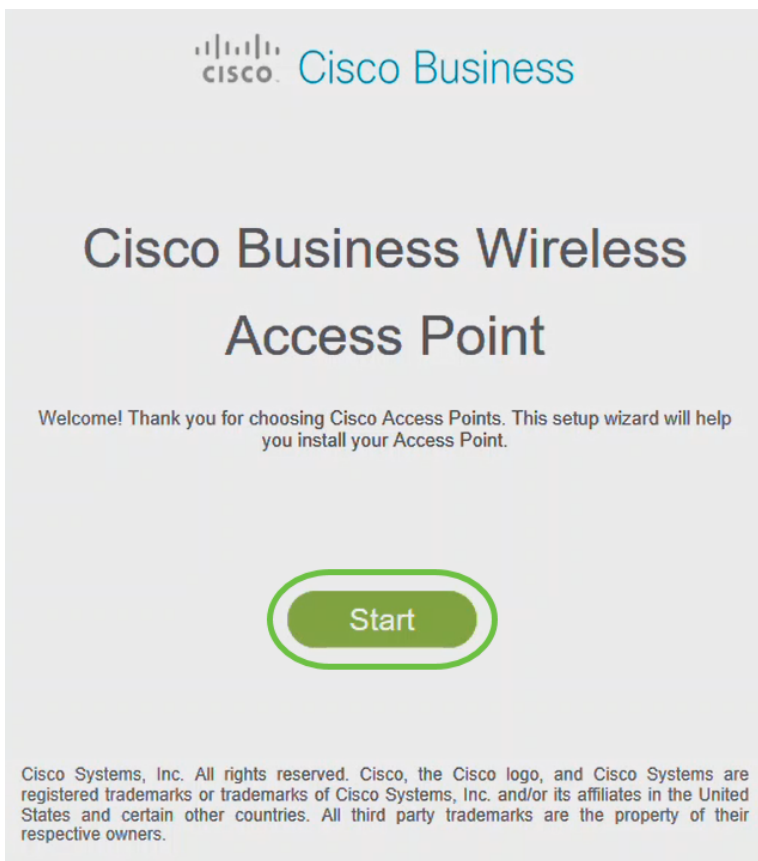 cisco. Cisco Business
Cisco Business Wireless
Access Point
Welcome! Thank you for choosing Cisco Access Points. This setup wizard will help
you install your Access Point.
Start
Cisco Systems, Inc. All rights reserved. Cisco, the Cisco logo, and Cisco Systems are
registered trademarks or trademarks of Cisco Systems, Inc. and/or its affiliates in the United
States and certain other countries. All third party trademarks are the property of their
respective owners.